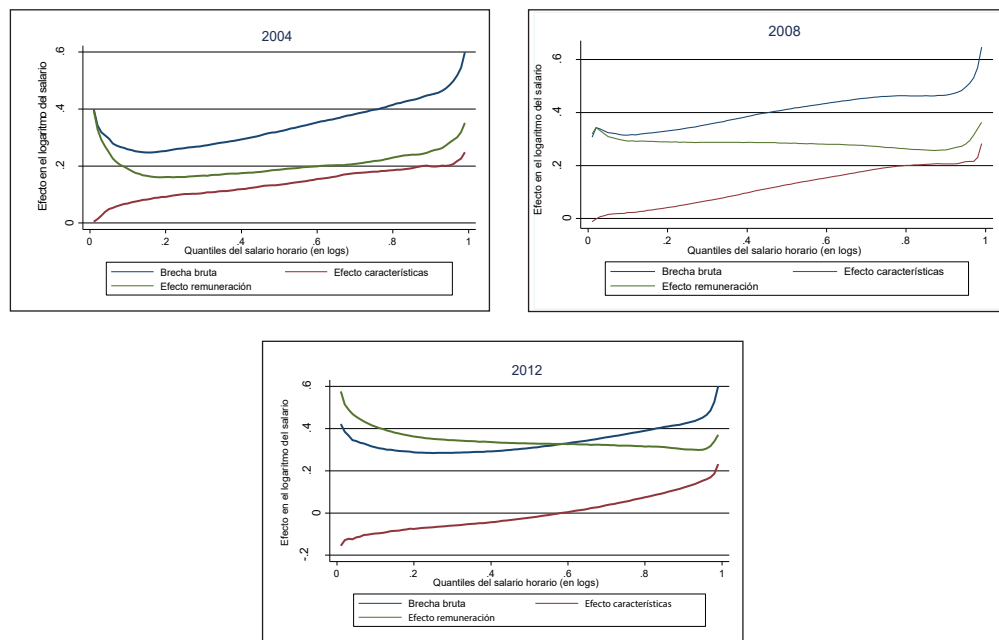 2004
Efecto en el logaritmo del salario
.6
.4
.2
0
0 .2 .4 .6 .8 1
Quantiles del salario horario (en logs)
Brecha bruta
Efecto características
Efecto remuneración
2008
Efecto en el logaritmo del salario
.6
.4
.2
0
0 .2 .4 .6 .8 1
Quantiles del salario horario (en logs)
Brecha bruta
Efecto características
Efecto remuneración
2012
Efecto en el logaritmo del salario
.6
.4
.2
0
-.2
0 .2 .4 .6 .8 1
Quantiles del salario horario (en logs)
Brecha bruta
Efecto características
Efecto remuneración